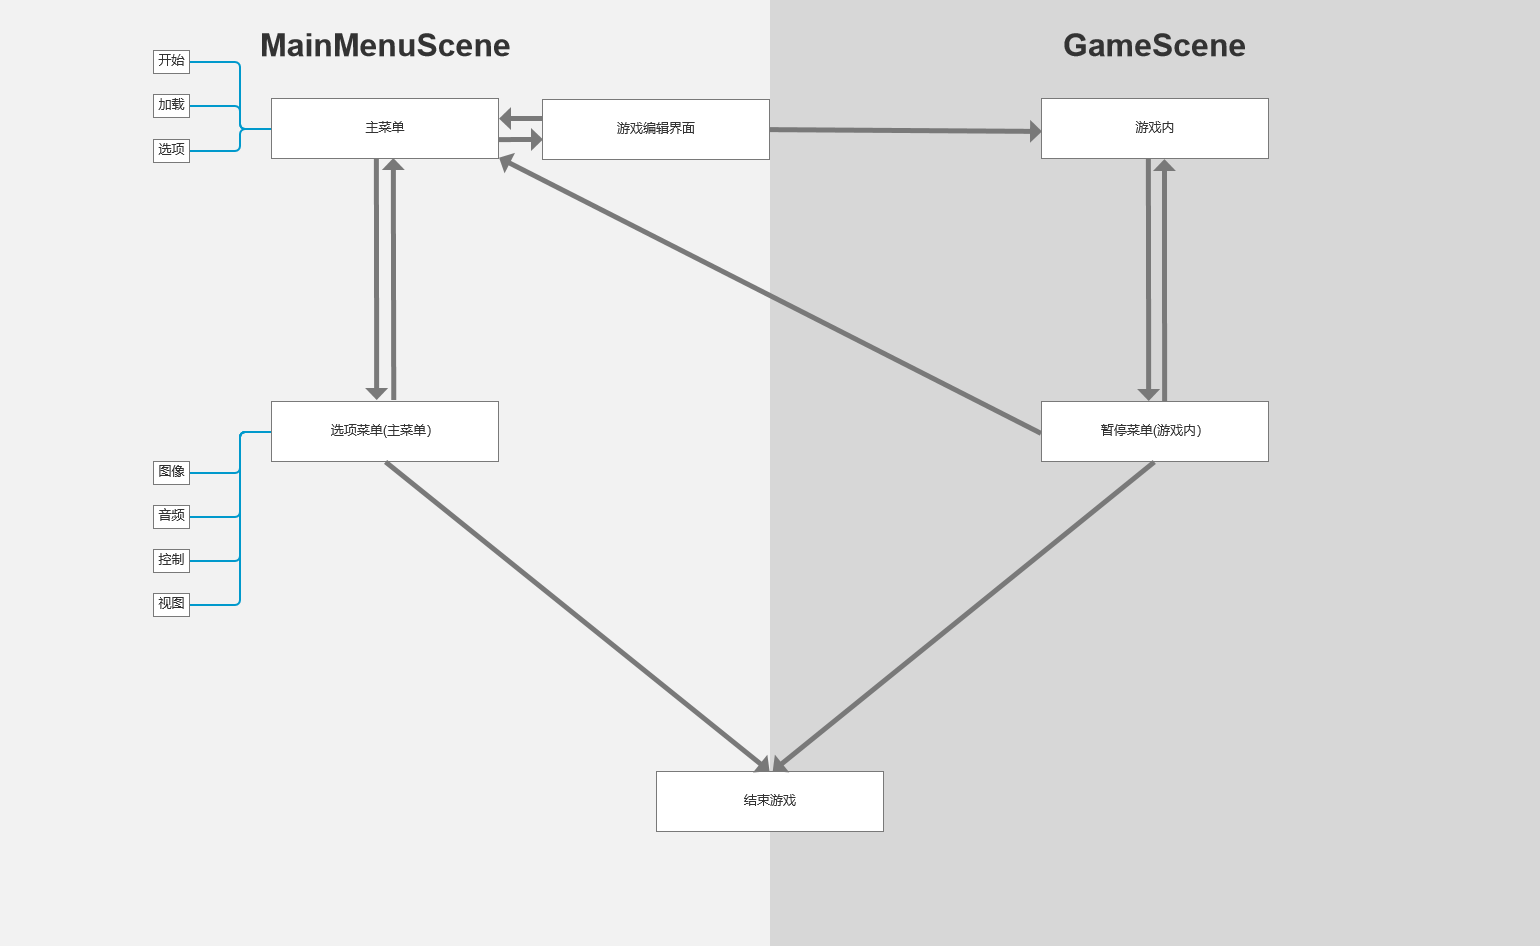 MainMenuScene
GameScene
开始
加载
选项
主菜单
游戏编辑界面
游戏内
选项菜单(主菜单)
暂停菜单(游戏内)
图像
音频
控制
视图
结束游戏